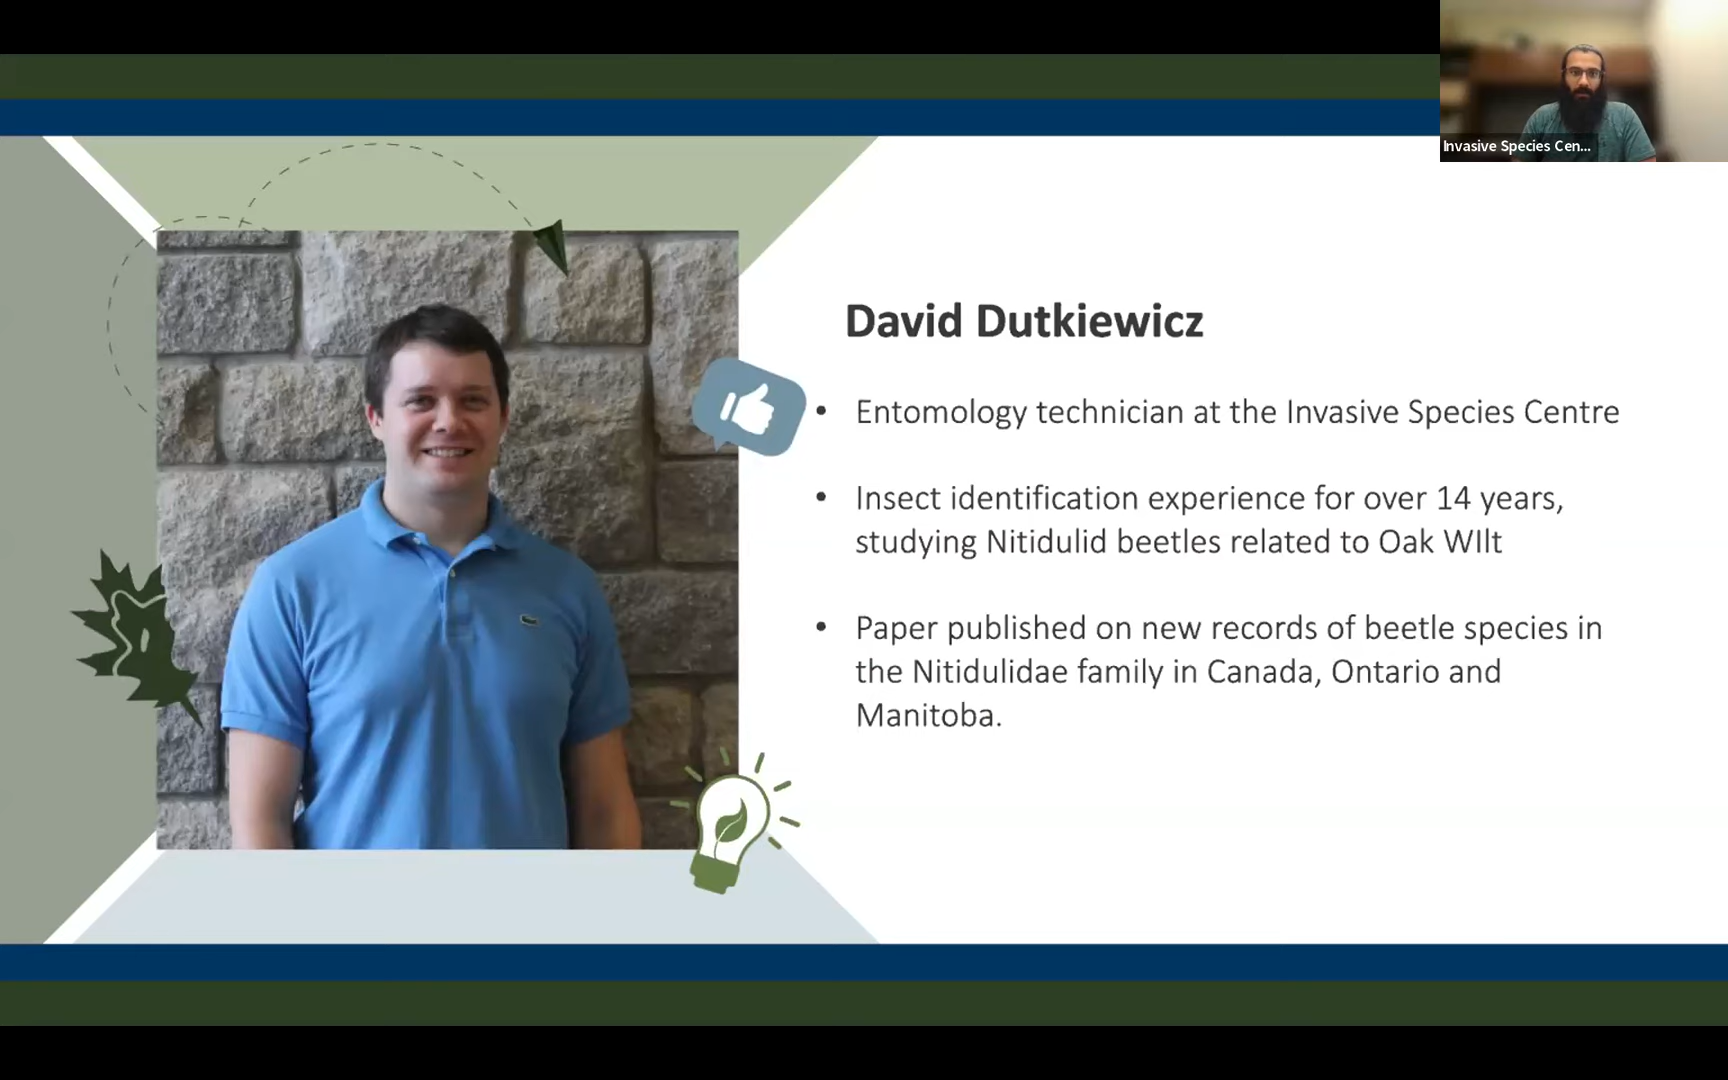 Invasive Species Cen...
David Dutkiewicz
• Entomology technician at the Invasive Species Centre
• Insect identification experience for over 14 years,
studying Nitidulid beetles related to Oak WIlt
• Paper published on new records of beetle species in
the Nitidulidae family in Canada, Ontario and
Manitoba.